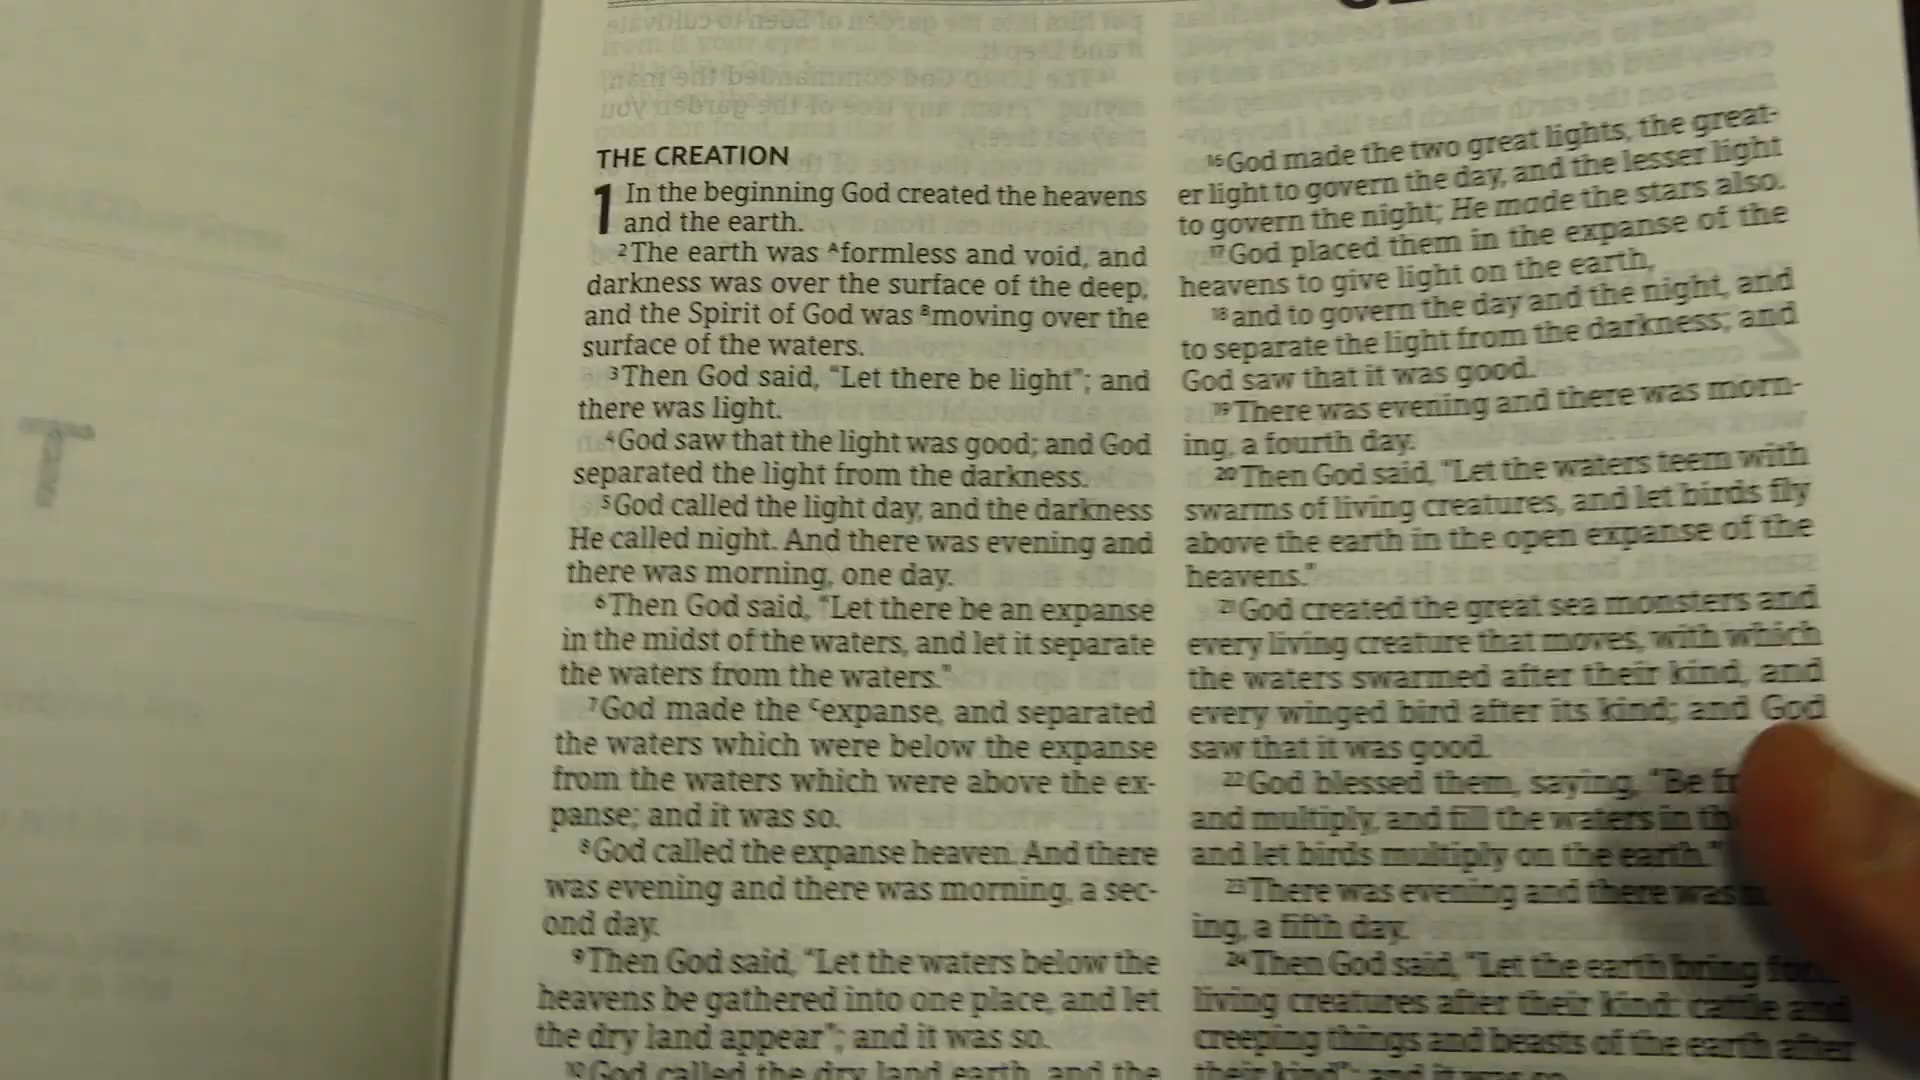 THE CREATION
1 In the beginning God created the heavens
and the earth.
2 The earth was A formless and void, and
darkness was over the surface of the deep,
and the Spirit of God was B moving over the
surface of the waters.
3 Then God said, “Let there be light”; and
there was light.
4 God saw that the light was good; and God
separated the light from the darkness.
5 God called the light day, and the darkness
He called night. And there was evening and
there was morning, one day.
6 Then God said, “Let there be an expanse
in the midst of the waters, and let it separate
the waters from the waters.”
7 God made the C expanse, and separated
the waters which were below the expanse
from the waters which were above the ex-
panse; and it was so.
8 God called the expanse heaven. And there
was evening and there was morning, a sec-
ond day.
9 Then God said, “Let the waters below the
heavens be gathered into one place, and let
the dry land appear”; and it was so.
10 God called the dry land earth, and the
16 God made the two great lights, the great-
er light to govern the day, and the lesser light
to govern the night; He made the stars also.
17 God placed them in the expanse of the
heavens to give light on the earth,
18 and to govern the day and the night, and
to separate the light from the darkness; and
God saw that it was good.
19 There was evening and there was morn-
ing, a fourth day.
20 Then God said, “Let the waters teem with
swarms of living creatures, and let birds fly
above the earth in the open expanse of the
heavens.”
21 God created the great sea monsters and
every living creature that moves, with which
the waters swarmed after their kind, and
every winged bird after its kind; and God
saw that it was good.
22 God blessed them, saying, “Be
and multiply, and fill the waters in
and let birds multiply on the earth.”
23 There was evening and there was
ing, a fifth day.
24 Then God said, “Let the earth bring
living creatures after their kind: cattle and
creeping things and beasts of the earth after
their kind”; and it was so.